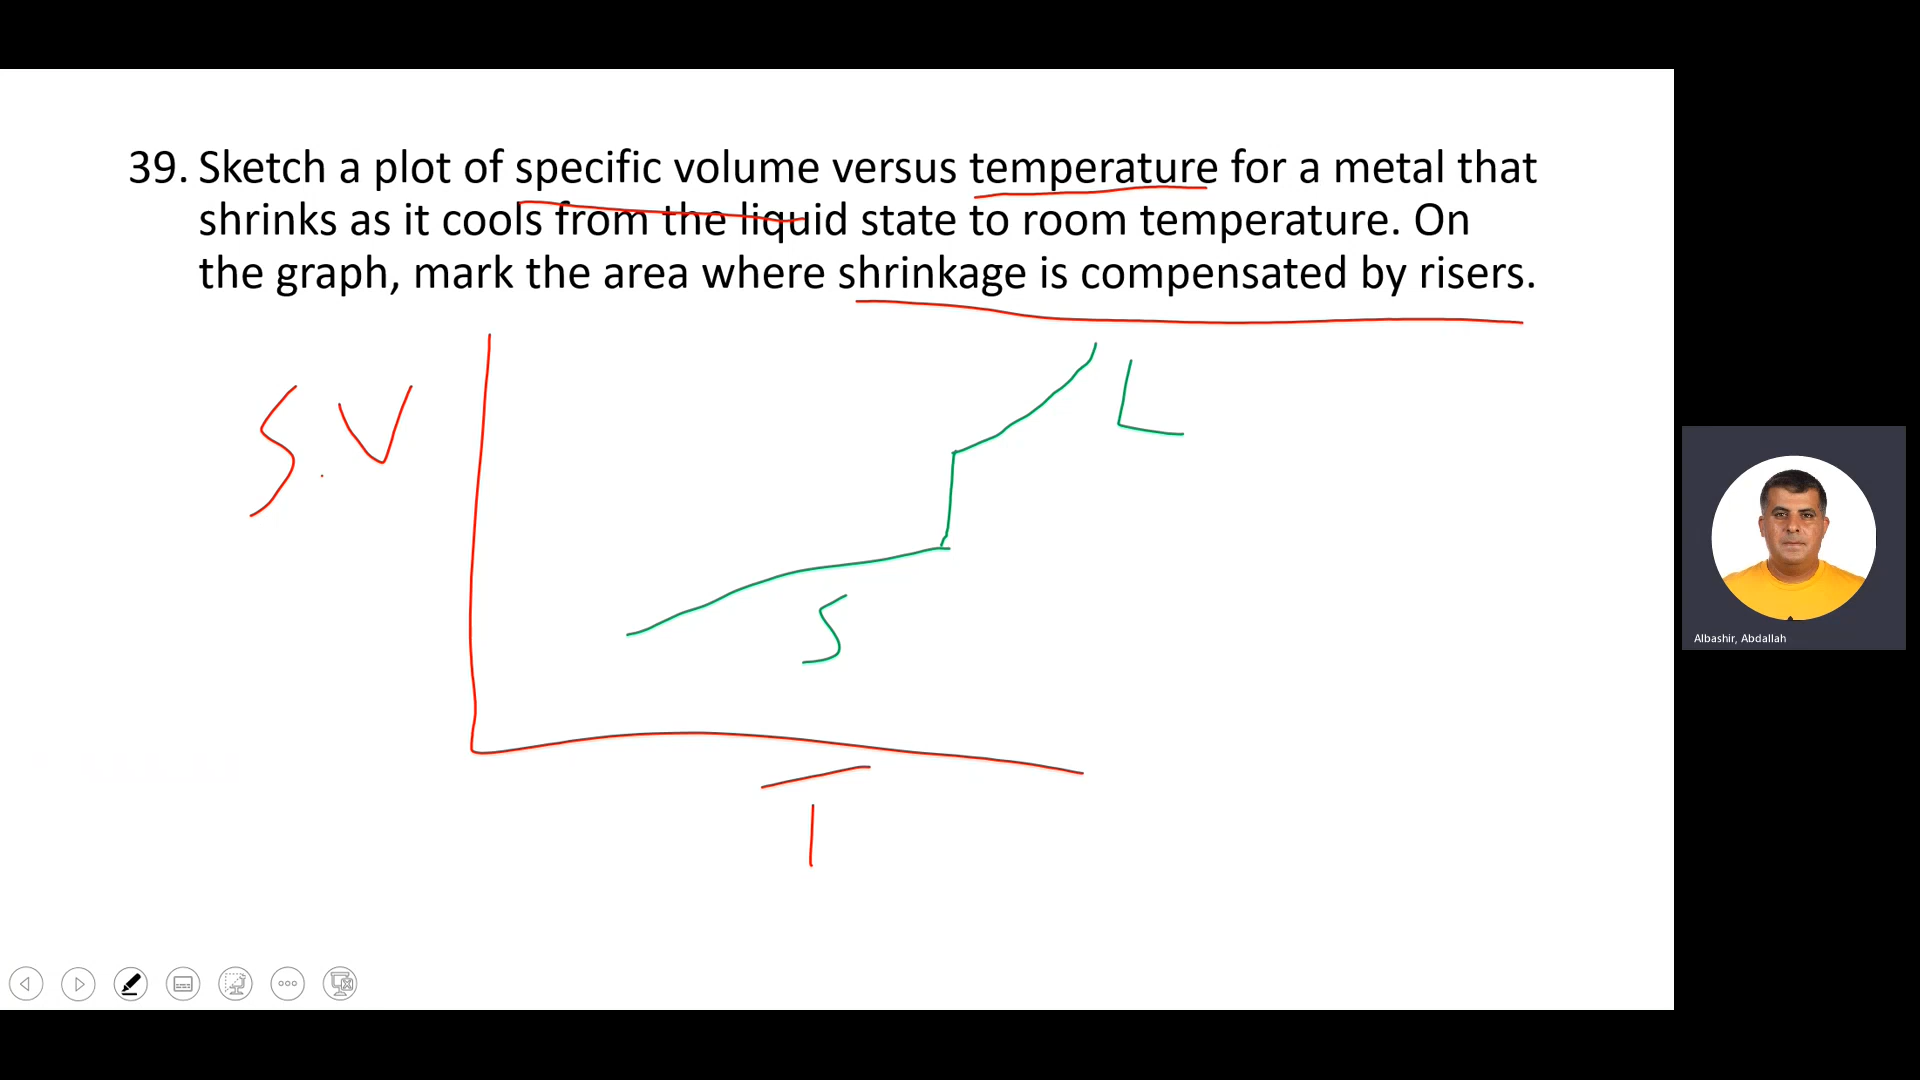 39. Sketch a plot of specific volume versus temperature for a metal that
shrinks as it cools from the liquid state to room temperature. On
the graph, mark the area where shrinkage is compensated by risers.
S.V
L
S
T
Albashir, Abdallah